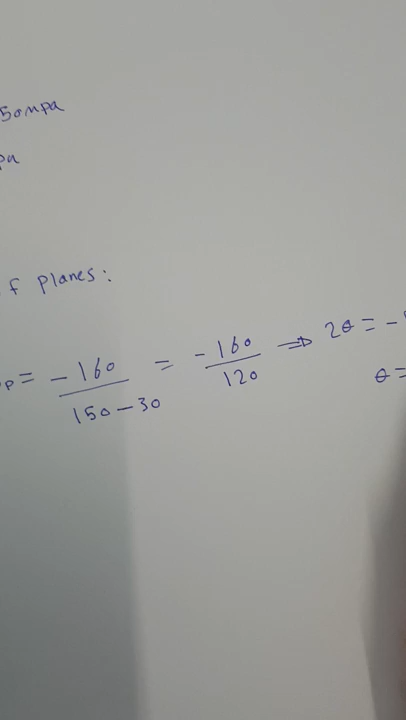 50mpa
pa
f planes:
p = -160 / 150-30 = -160 / 120 => 2θ = -
θ =